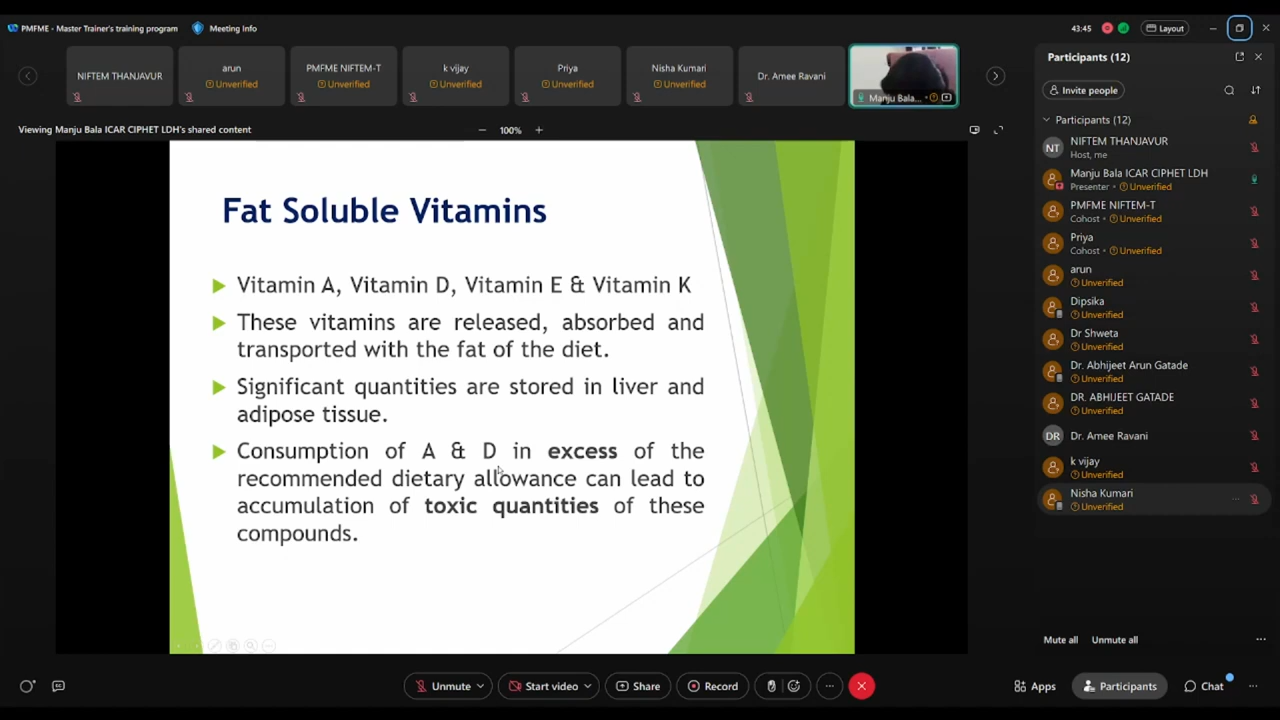 PMFME - Master Trainer's training program
Meeting Info
43:45
Layout
NIFTEM THANJAVUR
arun
Unverified
PMFME NIFTEM-T
Unverified
k vijay
Unverified
Priya
Unverified
Nisha Kumari
Unverified
Dr. Amee Ravani
Manju Bala...
Viewing Manju Bala ICAR CIPHET LDH's shared content
100%
Fat Soluble Vitamins
Vitamin A, Vitamin D, Vitamin E & Vitamin K
These vitamins are released, absorbed and
transported with the fat of the diet.
Significant quantities are stored in liver and
adipose tissue.
Consumption of A & D in excess of the
recommended dietary allowance can lead to
accumulation of toxic quantities of these
compounds.
Participants (12)
Invite people
Participants (12)
NT
NIFTEM THANJAVUR
Host, me
Manju Bala ICAR CIPHET LDH
Presenter • Unverified
PMFME NIFTEM-T
Cohost • Unverified
Priya
Cohost • Unverified
arun
Unverified
Dipsika
Unverified
Dr Shweta
Unverified
Dr. Abhijeet Arun Gatade
Unverified
DR. ABHIJEET GATADE
Unverified
DR
Dr. Amee Ravani
k vijay
Unverified
Nisha Kumari
Unverified
Mute all
Unmute all
Unmute
Start video
Share
Record
Apps
Participants
Chat